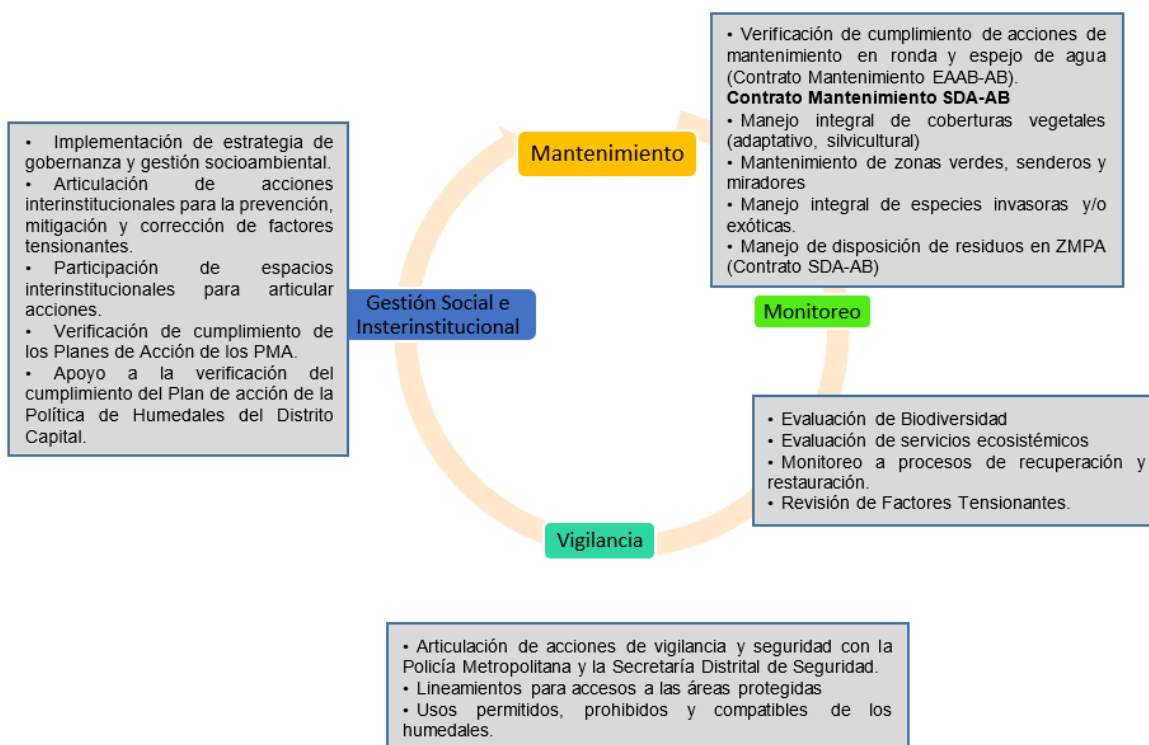 • Verificación de cumplimiento de acciones de
mantenimiento en ronda y espejo de agua
(Contrato Mantenimiento EAAB-AB).
Contrato Mantenimiento SDA-AB
• Manejo integral de coberturas vegetales
(adaptativo, silvicultural)
• Mantenimiento de zonas verdes, senderos y
miradores
• Manejo integral de especies invasoras y/o
exóticas.
• Manejo de disposición de residuos en ZMPA
(Contrato SDA-AB)
Mantenimiento
• Implementación de estrategia de
gobernanza y gestión socioambiental.
• Articulación de acciones
interinstitucionales para la prevención,
mitigación y corrección de factores
tensionantes.
• Participación de espacios
interinstitucionales para articular
acciones.
• Verificación de cumplimiento de
los Planes de Acción de los PMA.
• Apoyo a la verificación del
cumplimiento del Plan de acción de la
Política de Humedales del Distrito
Capital.
Gestión Social e
Insterinstitucional
Monitoreo
• Evaluación de Biodiversidad
• Evaluación de servicios ecosistémicos
• Monitoreo a procesos de recuperación y
restauración.
• Revisión de Factores Tensionantes.
Vigilancia
• Articulación de acciones de vigilancia y seguridad con la
Policía Metropolitana y la Secretaría Distrital de Seguridad.
• Lineamientos para accesos a las áreas protegidas
• Usos permitidos, prohibidos y compatibles de los
humedales.